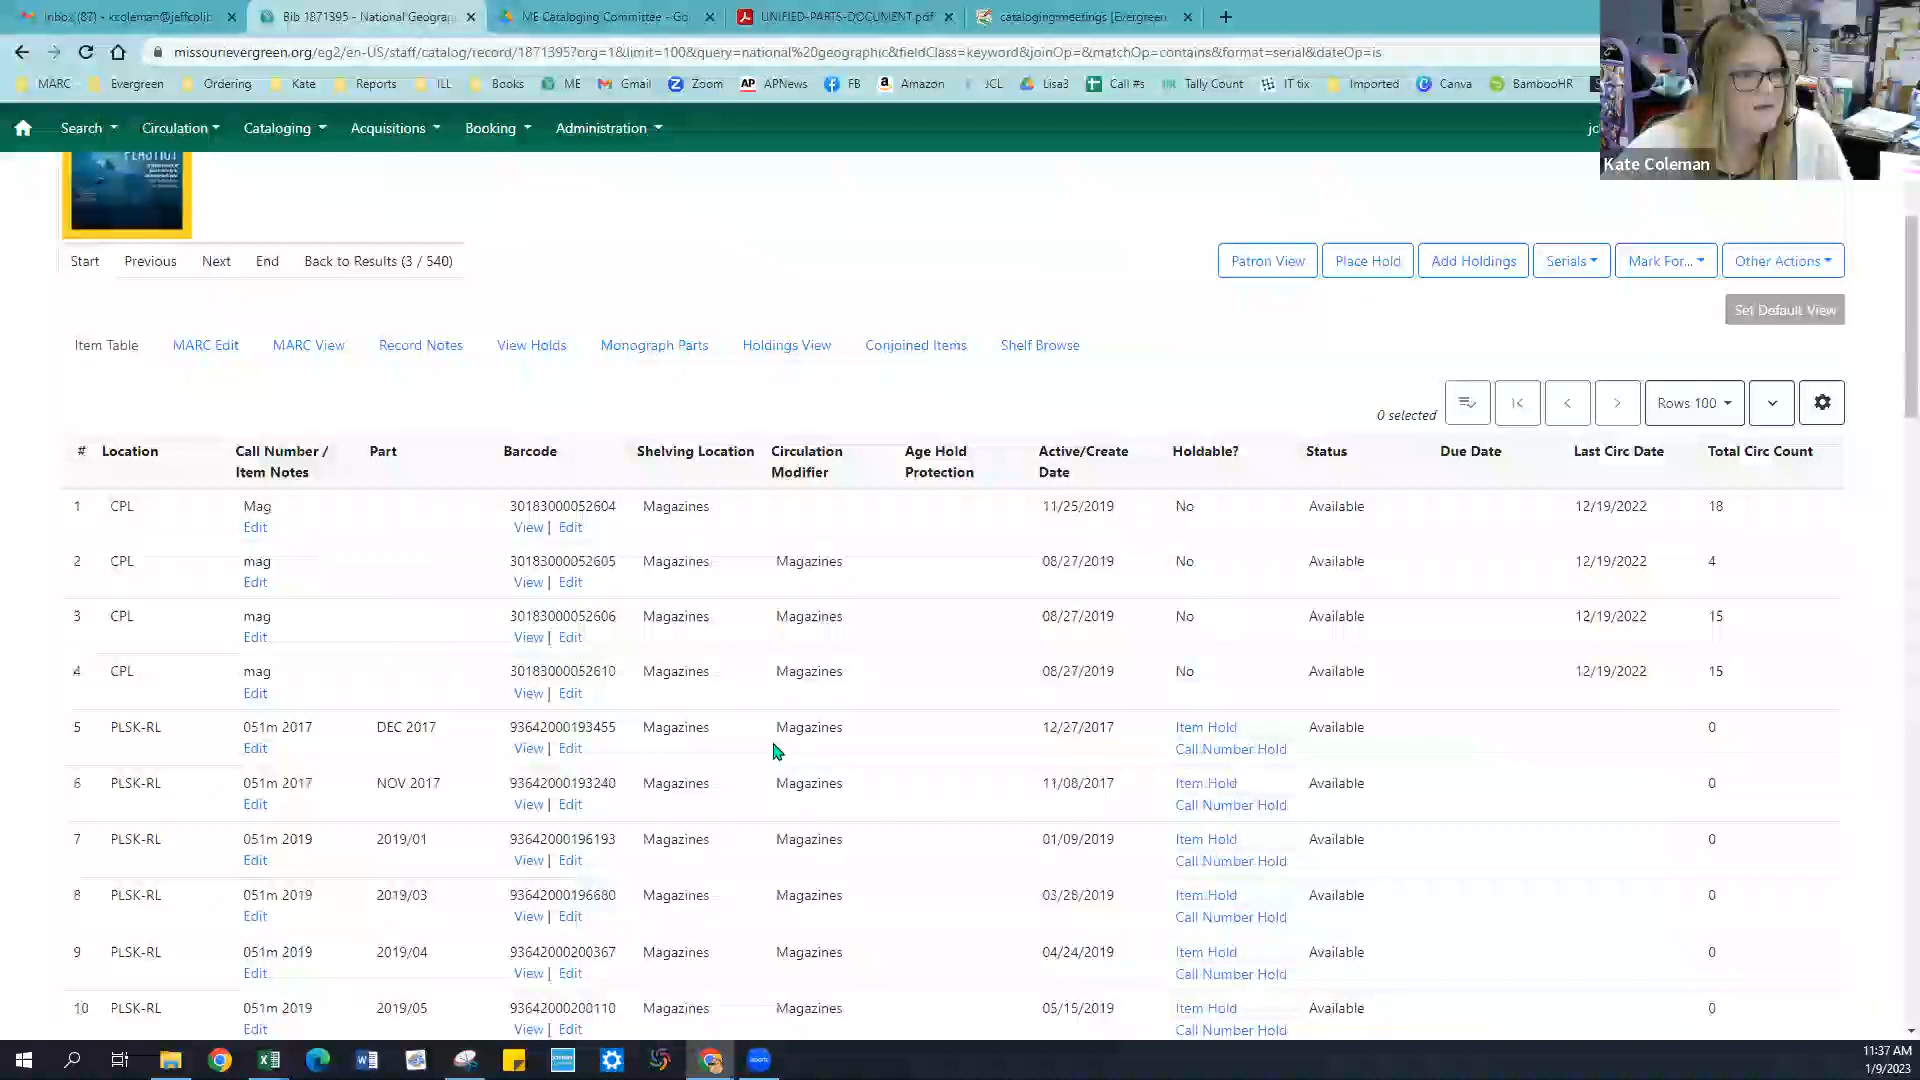 Inbox (87) - kcoleman@jeffcolib
Bib 1871395 - National Geograp
ME Cataloging Committee - Go
UNIFIED-PARTS-DOCUMENT.pdf
catalogingmeetings [Evergreen
missourievergreen.org/eg2/en-US/staff/catalog/record/1871395?org=1&limit=100&query=national%20geographic&fieldClass=keyword&joinOp=&matchOp=contains&format=serial&dateOp=is
MARC Evergreen Ordering Kate Reports ILL Books ME Gmail Zoom AP APNews FB Amazon JCL Lisa3 Call #s Tally Count IT tix Imported Canva BambooHR
Search Circulation Cataloging Acquisitions Booking Administration
Kate Coleman
Start Previous Next End Back to Results (3 / 540)
Patron View Place Hold Add Holdings Serials Mark For... Other Actions
Set Default View
Item Table MARC Edit MARC View Record Notes View Holds Monograph Parts Holdings View Conjoined Items Shelf Browse
0 selected Rows 100
# Location Call Number / Item Notes Part Barcode Shelving Location Circulation Modifier Age Hold Protection Active/Create Date Holdable? Status Due Date Last Circ Date Total Circ Count
1 CPL Mag 30183000052604 Magazines 11/25/2019 No Available 12/19/2022 18
Edit View | Edit
2 CPL mag 30183000052605 Magazines Magazines 08/27/2019 No Available 12/19/2022 4
Edit View | Edit
3 CPL mag 30183000052606 Magazines Magazines 08/27/2019 No Available 12/19/2022 15
Edit View | Edit
4 CPL mag 30183000052610 Magazines Magazines 08/27/2019 No Available 12/19/2022 15
Edit View | Edit
5 PLSK-RL 051m 2017 DEC 2017 93642000193455 Magazines Magazines 12/27/2017 Item Hold Available 0
Edit View | Edit Call Number Hold
6 PLSK-RL 051m 2017 NOV 2017 93642000193240 Magazines Magazines 11/08/2017 Item Hold Available 0
Edit View | Edit Call Number Hold
7 PLSK-RL 051m 2019 2019/01 93642000196193 Magazines Magazines 01/09/2019 Item Hold Available 0
Edit View | Edit Call Number Hold
8 PLSK-RL 051m 2019 2019/03 93642000196680 Magazines Magazines 03/28/2019 Item Hold Available 0
Edit View | Edit Call Number Hold
9 PLSK-RL 051m 2019 2019/04 93642000200367 Magazines Magazines 04/24/2019 Item Hold Available 0
Edit View | Edit Call Number Hold
10 PLSK-RL 051m 2019 2019/05 93642000200110 Magazines Magazines 05/15/2019 Item Hold Available 0
Edit View | Edit Call Number Hold
11:37 AM
1/9/2023